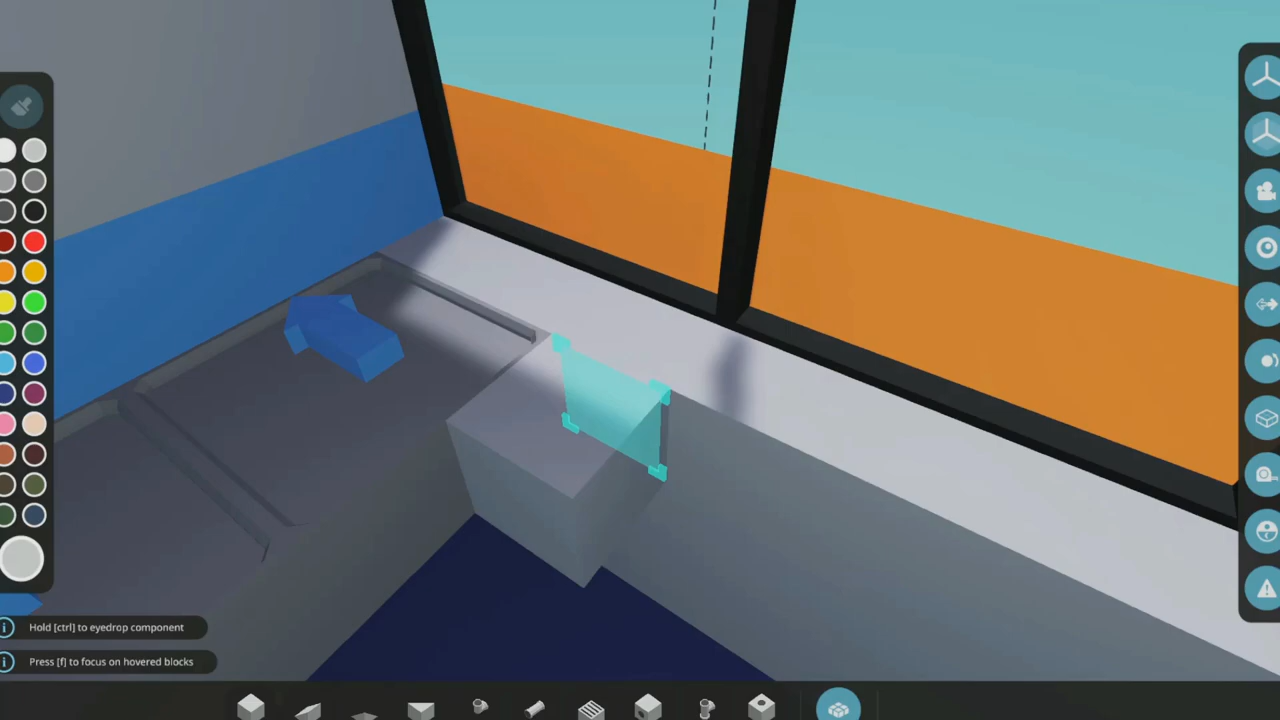 Hold [ctrl] to eyedrop component
Press [f] to focus on hovered blocks